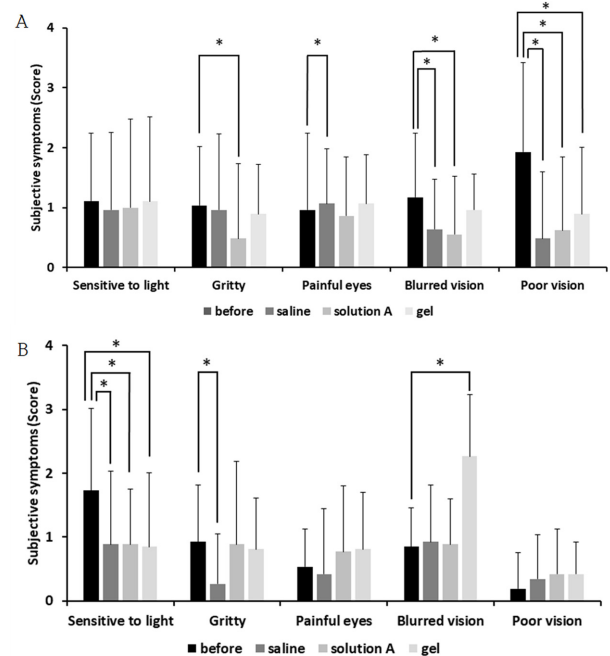 A
Subjective symptoms (Score)
4
3
2
1
0
* * * * * * *
Sensitive to light Gritty Painful eyes Blurred vision Poor vision
before saline solution A gel
B
Subjective symptoms (Score)
4
3
2
1
0
* * * * *
Sensitive to light Gritty Painful eyes Blurred vision Poor vision
before saline solution A gel